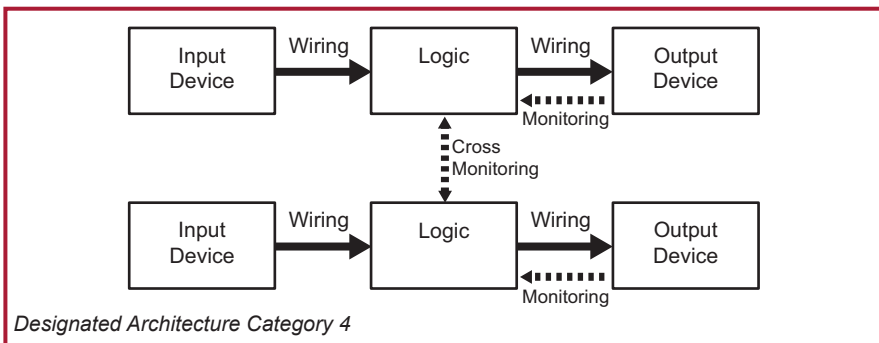 Input
Device
Wiring
Logic
Wiring
Output
Device
Monitoring
Cross
Monitoring
Input
Device
Wiring
Logic
Wiring
Output
Device
Monitoring
Designated Architecture Category 4